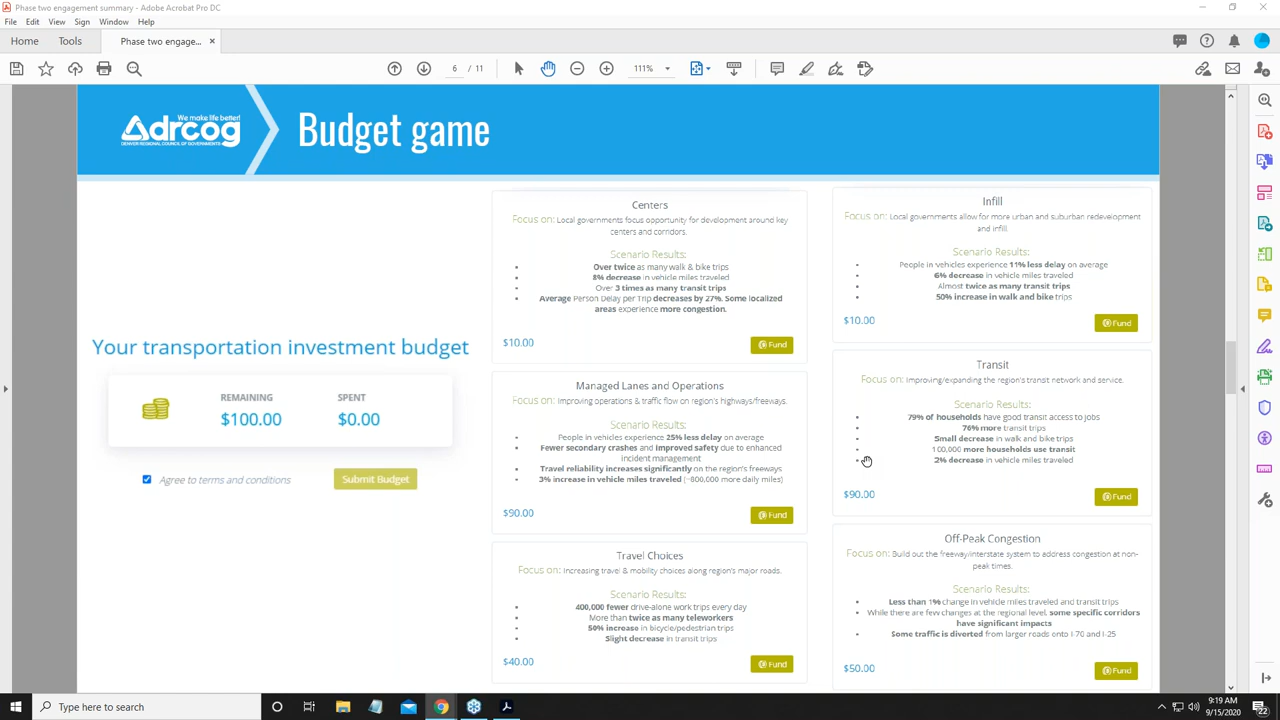 Phase two engagement summary - Adobe Acrobat Pro DC
File Edit View Sign Window Help
Home Tools Phase two engage... ×
6 / 11 111%
We make life better!
drcog
DENVER REGIONAL COUNCIL OF GOVERNMENTS
Budget game
Your transportation investment budget
REMAINING SPENT
$100.00 $0.00
Agree to terms and conditions
Submit Budget
Centers
Focus on: Local governments focus opportunity for development around key
centers and corridors.
Scenario Results:
Over twice as many walk & bike trips
8% decrease in vehicle miles traveled
Over 3 times as many transit trips
Average Person Delay per Trip decreases by 27%. Some localized
areas experience more congestion.
$10.00
Fund
Managed Lanes and Operations
Focus on: Improving operations & traffic flow on region's highways/freeways.
Scenario Results:
People in vehicles experience 25% less delay on average
Fewer secondary crashes and improved safety due to enhanced
incident management
Travel reliability increases significantly on the region's freeways
3% increase in vehicle miles traveled (~800,000 more daily miles)
$90.00
Fund
Travel Choices
Focus on: Increasing travel & mobility choices along region's major roads.
Scenario Results:
400,000 fewer drive-alone work trips every day
More than twice as many teleworkers
50% increase in bicycle/pedestrian trips
Slight decrease in transit trips
$40.00
Fund
Infill
Focus on: Local governments allow for more urban and suburban redevelopment
and infill.
Scenario Results:
People in vehicles experience 11% less delay on average
6% decrease in vehicle miles traveled
Almost twice as many transit trips
50% increase in walk and bike trips
$10.00
Fund
Transit
Focus on: Improving/expanding the region's transit network and service.
Scenario Results:
79% of households have good transit access to jobs
76% more transit trips
Small decrease in walk and bike trips
100,000 more households use transit
2% decrease in vehicle miles traveled
$90.00
Fund
Off-Peak Congestion
Focus on: Build out the freeway/interstate system to address congestion at non-
peak times.
Scenario Results:
Less than 1% change in vehicle miles traveled and transit trips
While there are few changes at the regional level, some specific corridors
have significant impacts
Some traffic is diverted from larger roads onto I-70 and I-25
$50.00
Fund
Type here to search
9:19 AM
9/15/2020
22